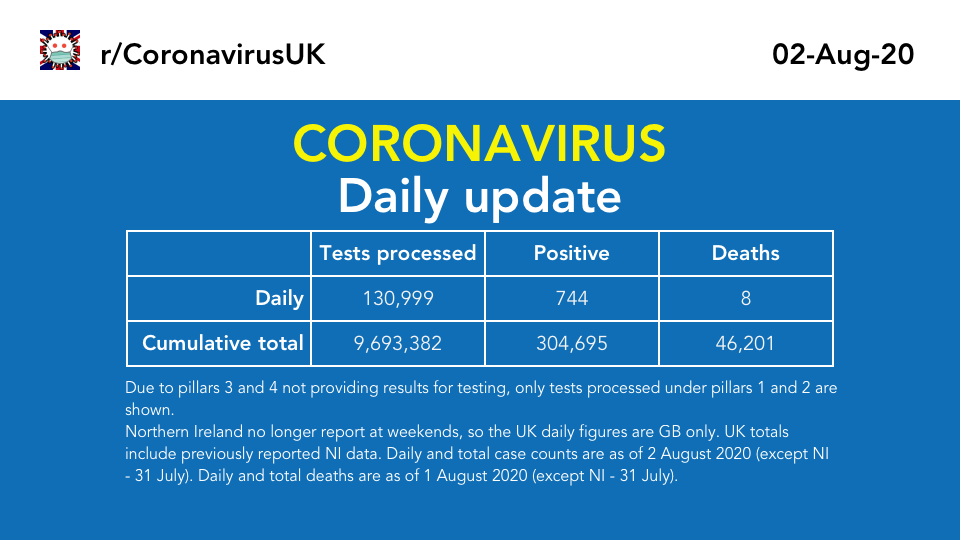 r/CoronavirusUK 02-Aug-20
CORONAVIRUS
Daily update
Tests processed Positive Deaths
Daily 130,999 744 8
Cumulative total 9,693,382 304,695 46,201
Due to pillars 3 and 4 not providing results for testing, only tests processed under pillars 1 and 2 are
shown.
Northern Ireland no longer report at weekends, so the UK daily figures are GB only. UK totals
include previously reported NI data. Daily and total case counts are as of 2 August 2020 (except NI
- 31 July). Daily and total deaths are as of 1 August 2020 (except NI - 31 July).